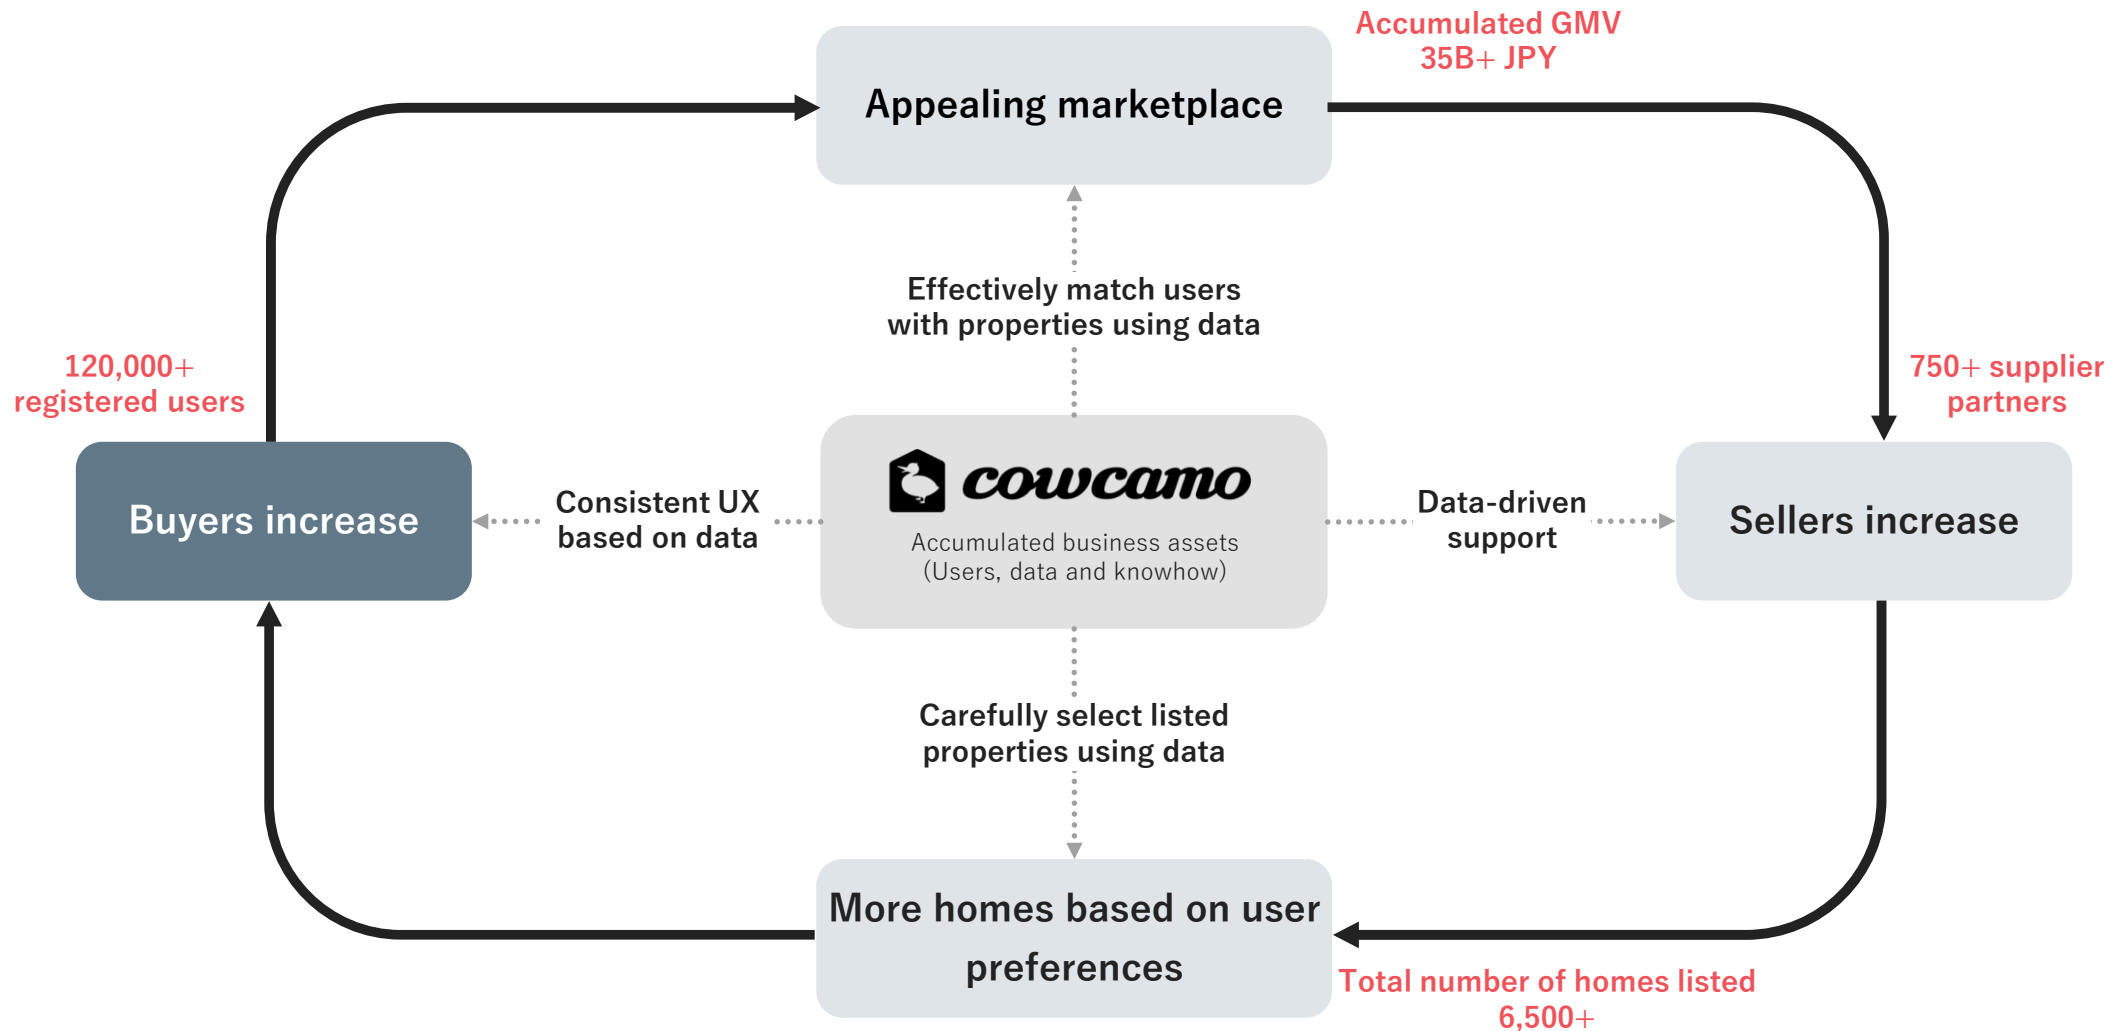 Accumulated GMV
35B+ JPY
Appealing marketplace
Effectively match users
with properties using data
120,000+
registered users
750+ supplier
partners
Buyers increase
Consistent UX
based on data
cowcamo
Accumulated business assets
(Users, data and knowhow)
Data-driven
support
Sellers increase
Carefully select listed
properties using data
More homes based on user
preferences
Total number of homes listed
6,500+